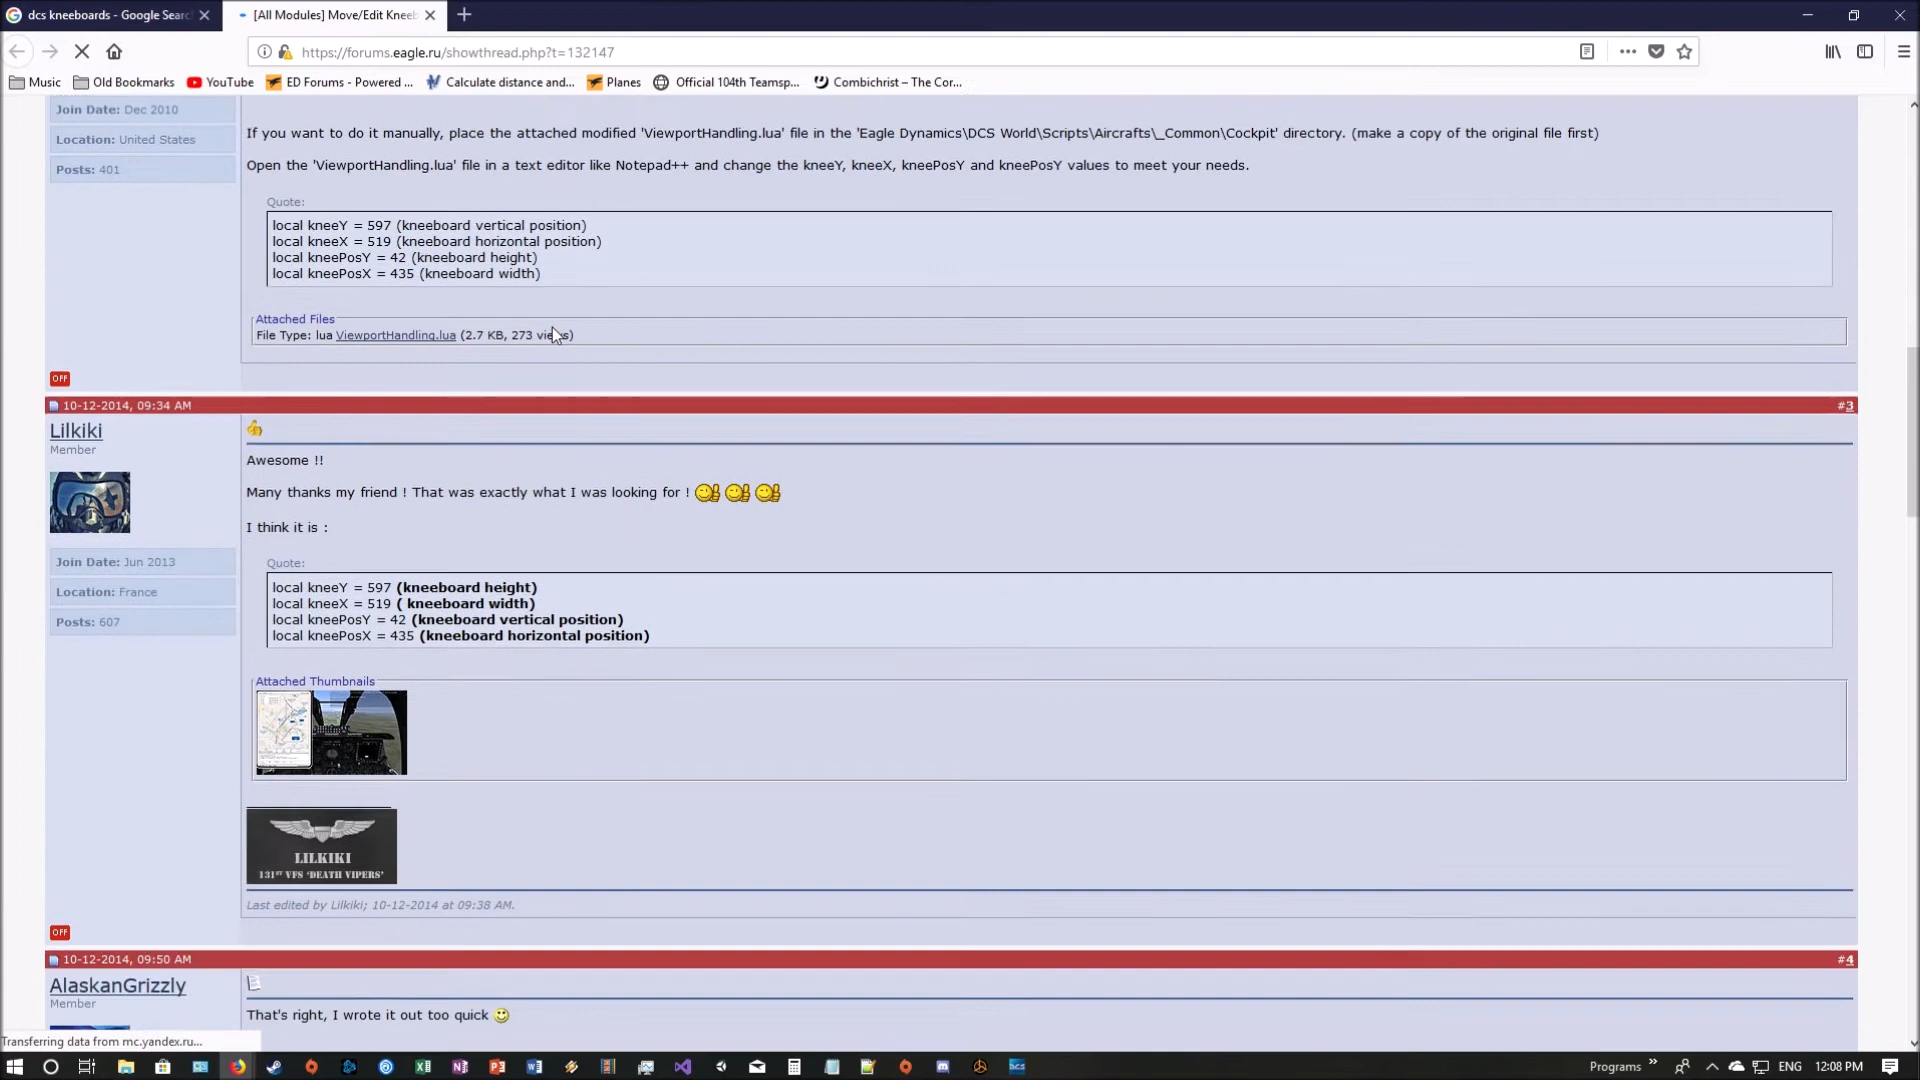 dcs kneeboards - Google Searc
[All Modules] Move/Edit Kneeb
https://forums.eagle.ru/showthread.php?t=132147
Music
Old Bookmarks
YouTube
ED Forums - Powered ...
Calculate distance and...
Planes
Official 104th Teamsp...
Combichrist – The Cor...
Join Date: Dec 2010
Location: United States
Posts: 401
If you want to do it manually, place the attached modified 'ViewportHandling.lua' file in the 'Eagle Dynamics\DCS World\Scripts\Aircrafts\_Common\Cockpit' directory. (make a copy of the original file first)
Open the 'ViewportHandling.lua' file in a text editor like Notepad++ and change the kneeY, kneeX, kneePosY and kneePosY values to meet your needs.
Quote:
local kneeY = 597 (kneeboard vertical position)
local kneeX = 519 (kneeboard horizontal position)
local kneePosY = 42 (kneeboard height)
local kneePosX = 435 (kneeboard width)
Attached Files
File Type: lua ViewportHandling.lua (2.7 KB, 273 views)
OFF
10-12-2014, 09:34 AM
#3
Lilkiki
Member
Join Date: Jun 2013
Location: France
Posts: 607
Awesome !!
Many thanks my friend ! That was exactly what I was looking for !
I think it is :
Quote:
local kneeY = 597 (kneeboard height)
local kneeX = 519 ( kneeboard width)
local kneePosY = 42 (kneeboard vertical position)
local kneePosX = 435 (kneeboard horizontal position)
Attached Thumbnails
LILKIKI
131ST VFS 'DEATH VIPERS'
Last edited by Lilkiki; 10-12-2014 at 09:38 AM.
OFF
10-12-2014, 09:50 AM
#4
AlaskanGrizzly
Member
That's right, I wrote it out too quick
Transferring data from mc.yandex.ru...
Programs
ENG
12:08 PM